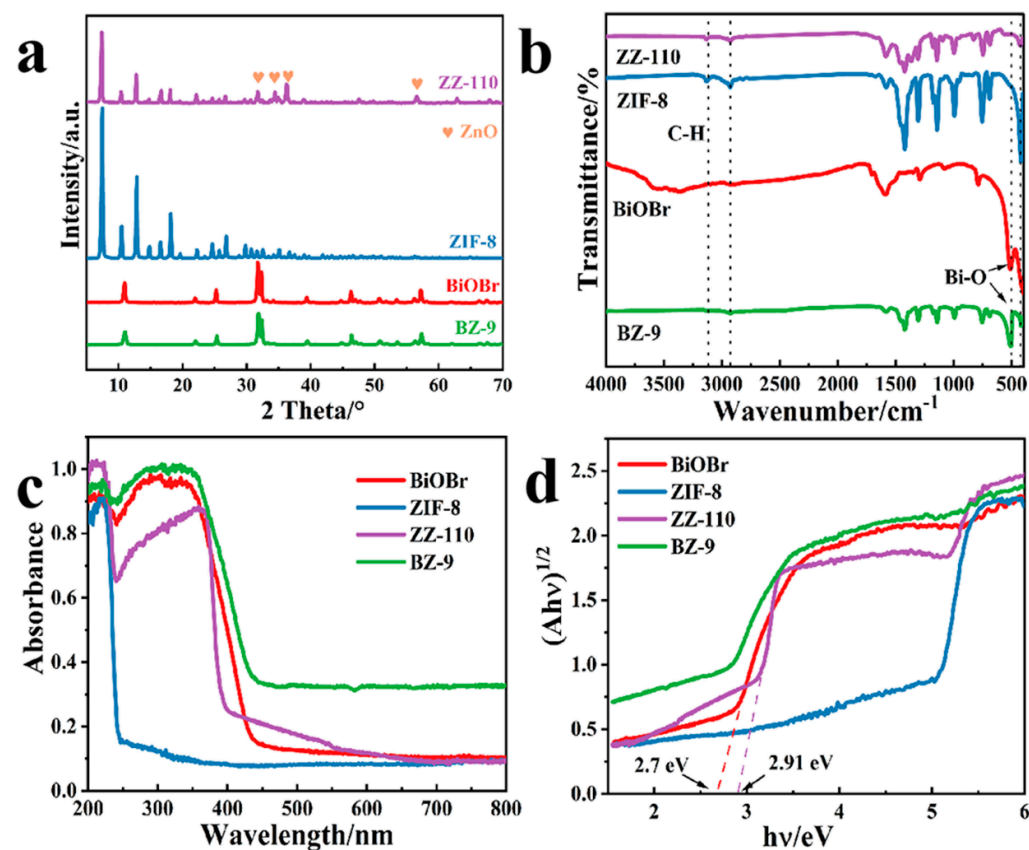 a
ZZ-110
♥ ZnO
ZIF-8
BiOBr
BZ-9
Intensity/a.u.
10 20 30 40 50 60 70
2 Theta/°
b
ZZ-110
ZIF-8
C-H
BiOBr
Bi-O
BZ-9
Transmittance/%
4000 3500 3000 2500 2000 1500 1000 500
Wavenumber/cm⁻¹
c
BiOBr
ZIF-8
ZZ-110
BZ-9
Absorbance
1.0
0.8
0.6
0.4
0.2
0.0
200 300 400 500 600 700 800
Wavelength/nm
d
BiOBr
ZIF-8
ZZ-110
BZ-9
(Ahν)^1/2
2.5
2.0
1.5
1.0
0.5
0.0
2.7 eV
2.91 eV
2 3 4 5 6
hν/eV